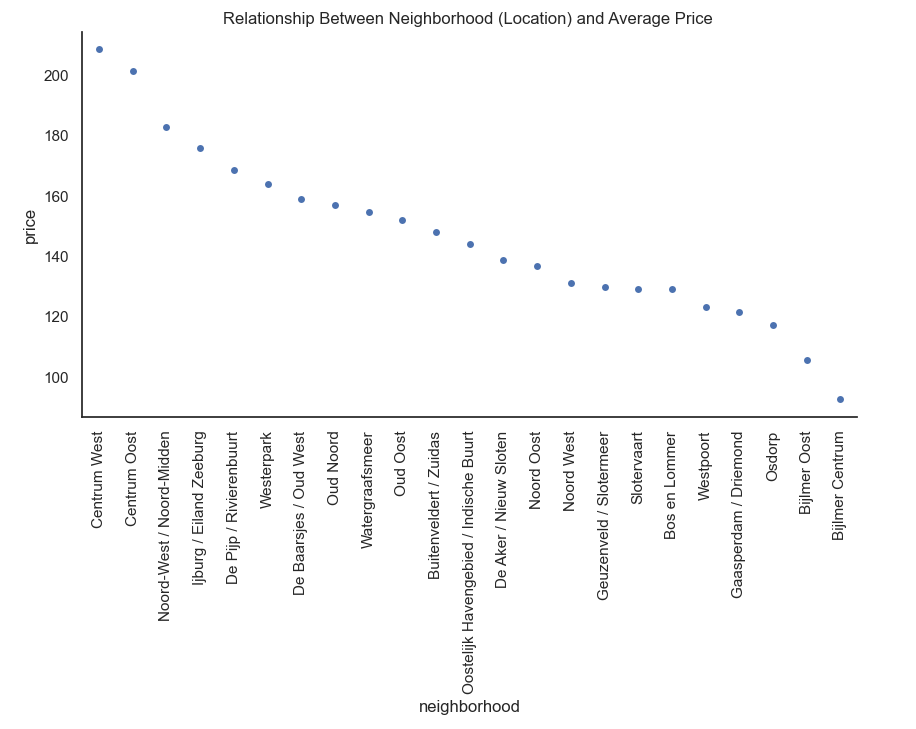 Relationship Between Neighborhood (Location) and Average Price
price
200
180
160
140
120
100
Centrum West
Centrum Oost
Noord-West / Noord-Midden
Ijburg / Eiland Zeeburg
De Pijp / Rivierenbuurt
Westerpark
De Baarsjes / Oud West
Oud Noord
Watergraafsmeer
Oud Oost
Buitenveldert / Zuidas
Oostelijk Havengebied / Indische Buurt
De Aker / Nieuw Sloten
Noord Oost
Noord West
Geuzenveld / Slotermeer
Slotervaart
Bos en Lommer
Westpoort
Gaasperdam / Driemond
Osdorp
Bijlmer Oost
Bijlmer Centrum
neighborhood